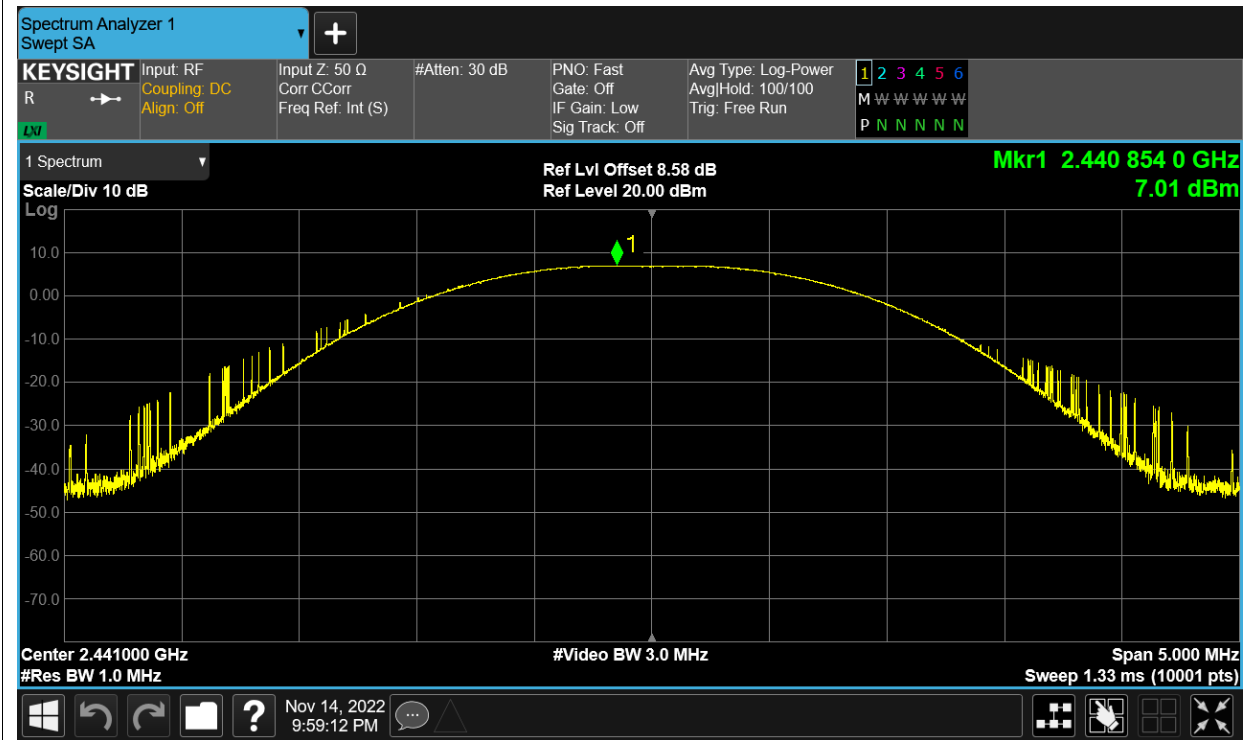 Spectrum Analyzer 1
Swept SA
+
KEYSIGHT
R
LXI
Input: RF
Coupling: DC
Align: Off
Input Z: 50 Ω
Corr CCorr
Freq Ref: Int (S)
#Atten: 30 dB
PNO: Fast
Gate: Off
IF Gain: Low
Sig Track: Off
Avg Type: Log-Power
Avg|Hold: 100/100
Trig: Free Run
1 2 3 4 5 6
M W W W W W
P N N N N N
1 Spectrum
Scale/Div 10 dB
Log
Ref Lvl Offset 8.58 dB
Ref Level 20.00 dBm
Mkr1 2.440 854 0 GHz
7.01 dBm
1
10.0
0.00
-10.0
-20.0
-30.0
-40.0
-50.0
-60.0
-70.0
Center 2.441000 GHz
#Res BW 1.0 MHz
#Video BW 3.0 MHz
Span 5.000 MHz
Sweep 1.33 ms (10001 pts)
?
Nov 14, 2022
9:59:12 PM